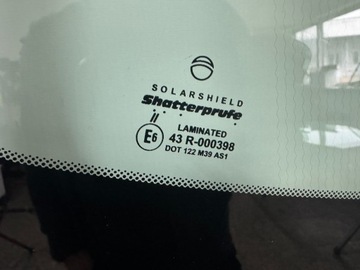 SOLARSHIELD
Shatterprufe
LAMINATED
E6 43 R-000398
DOT 122 M39 AS1